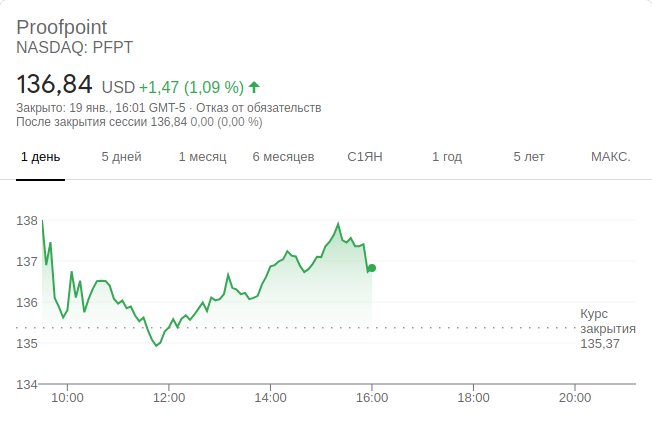 Proofpoint
NASDAQ: PFPT
136,84 USD +1,47 (1,09 %)
Закрыто: 19 янв., 16:01 GMT-5 · Отказ от обязательств
После закрытия сессии 136,84 0,00 (0,00 %)
1 день 5 дней 1 месяц 6 месяцев С1ЯН 1 год 5 лет МАКС.
138
137
136
135
134
Курс
закрытия
135,37
10:00 12:00 14:00 16:00 18:00 20:00